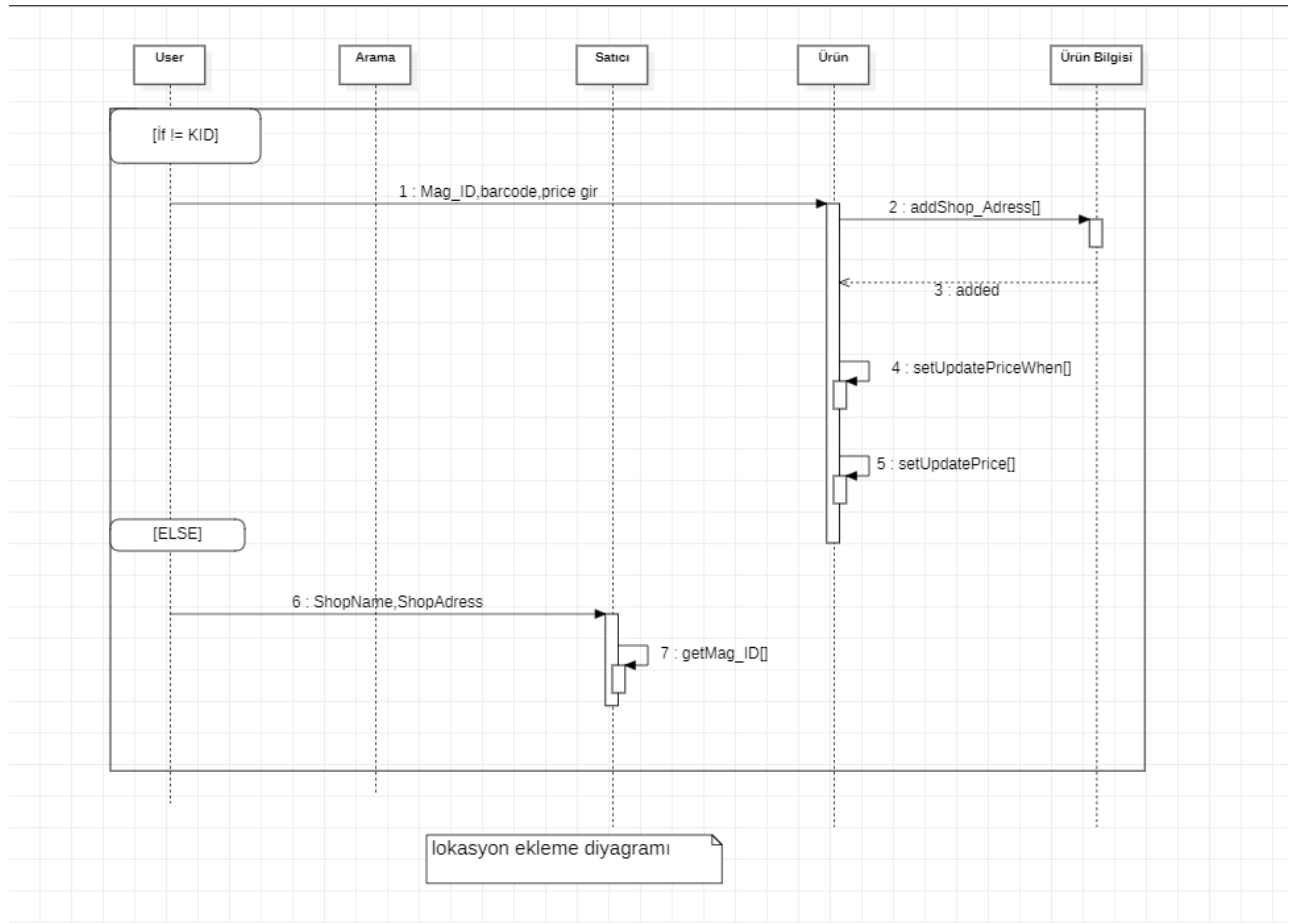 User
Arama
Satıcı
Ürün
Ürün Bilgisi
[İf != KID]
1 : Mag_ID,barcode,price gir
2 : addShop_Adress[]
3 : added
4 : setUpdatePriceWhen[]
5 : setUpdatePrice[]
[ELSE]
6 : ShopName,ShopAdress
7 : getMag_ID[]
lokasyon ekleme diyagramı